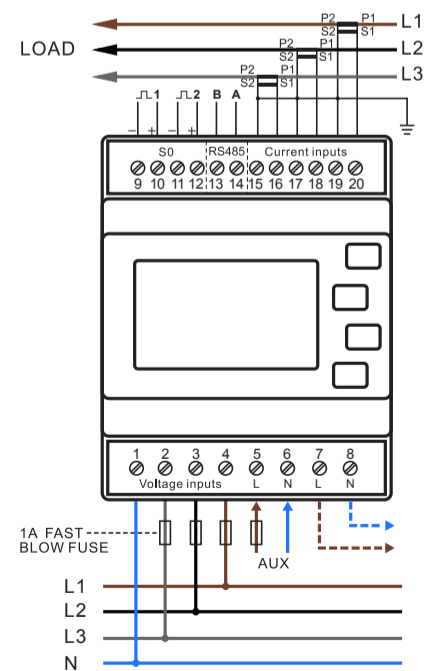 P2 P1 L1
S2 S1
LOAD
P2 P1 L2
S2 S1
P2 P1 L3
S2 S1
1 2 B A
– + – +
S0 RS485 Current inputs
9 10 11 12 13 14 15 16 17 18 19 20
1 2 3 4 5 6 7 8
Voltage inputs L N L N
1A FAST
BLOW FUSE
AUX
L1
L2
L3
N